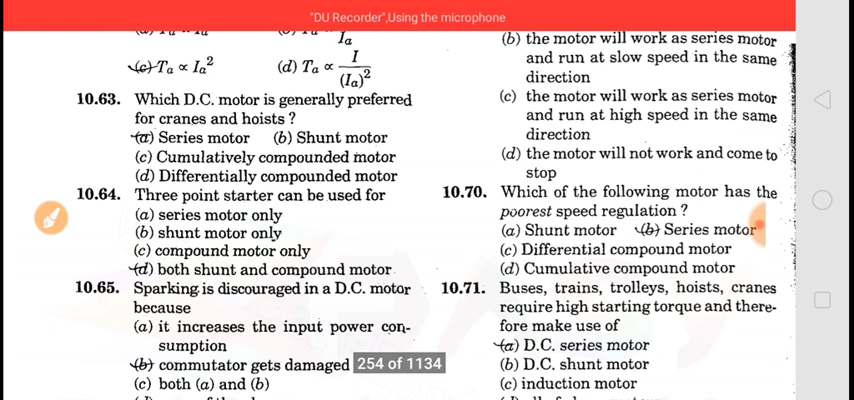 "DU Recorder",Using the microphone
Ia
(c) Ta ∝ Ia² (d) Ta ∝ I/(Ia)²
10.63. Which D.C. motor is generally preferred
for cranes and hoists ?
(a) Series motor (b) Shunt motor
(c) Cumulatively compounded motor
(d) Differentially compounded motor
10.64. Three point starter can be used for
(a) series motor only
(b) shunt motor only
(c) compound motor only
(d) both shunt and compound motor
10.65. Sparking is discouraged in a D.C. motor
because
(a) it increases the input power con-
sumption
(b) commutator gets damaged
(c) both (a) and (b)
254 of 1134
(b) the motor will work as series motor
and run at slow speed in the same
direction
(c) the motor will work as series motor
and run at high speed in the same
direction
(d) the motor will not work and come to
stop
10.70. Which of the following motor has the
poorest speed regulation ?
(a) Shunt motor (b) Series motor
(c) Differential compound motor
(d) Cumulative compound motor
10.71. Buses, trains, trolleys, hoists, cranes
require high starting torque and there-
fore make use of
(a) D.C. series motor
(b) D.C. shunt motor
(c) induction motor